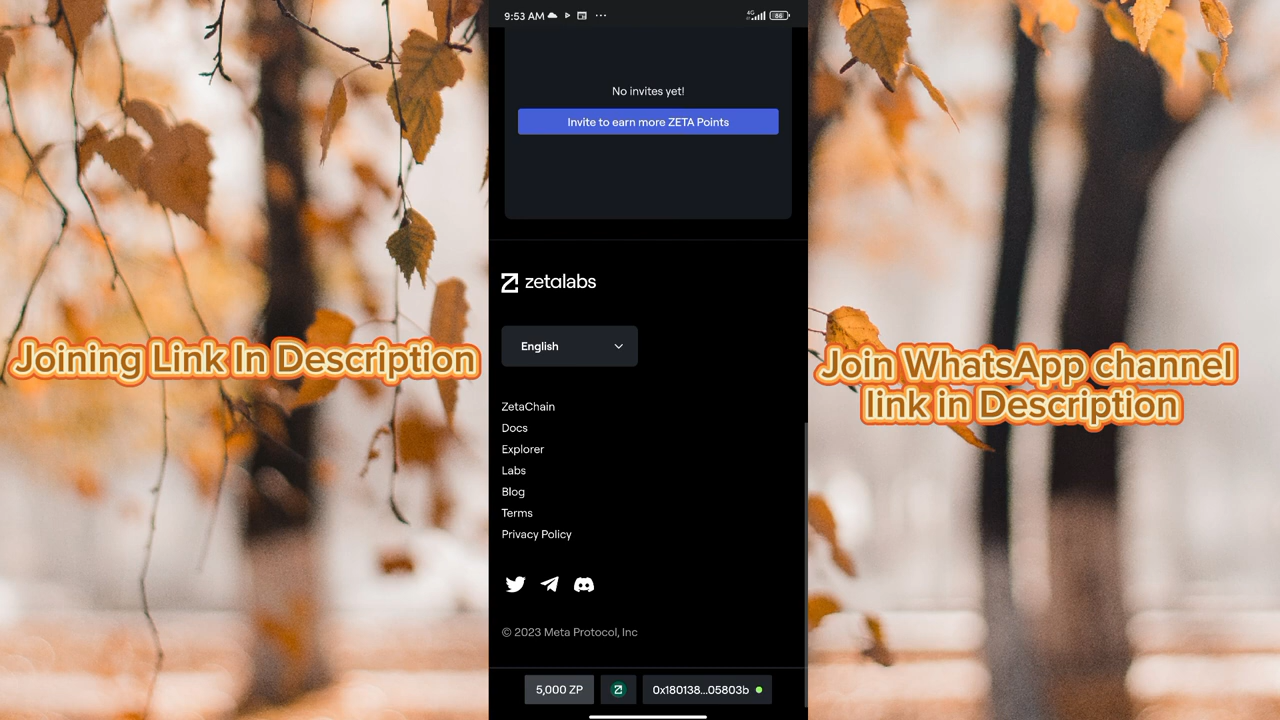 9:53 AM
4G
86
No invites yet!
Invite to earn more ZETA Points
zetalabs
English
Joining Link In Description
Join WhatsApp channel
link in Description
ZetaChain
Docs
Explorer
Labs
Blog
Terms
Privacy Policy
© 2023 Meta Protocol, Inc
5,000 ZP
0x180138...05803b